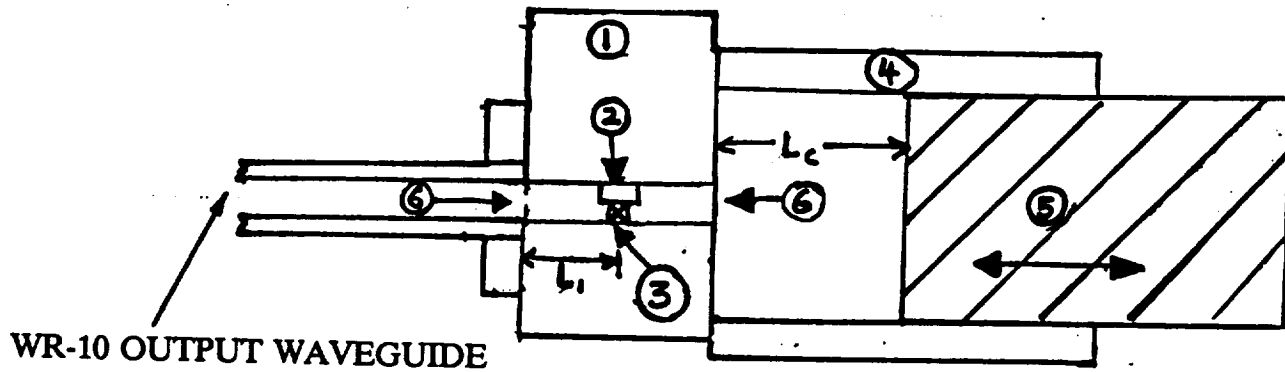 ①
④
②
L_c
⑥
⑥
⑤
L_1
③
WR-10 OUTPUT WAVEGUIDE